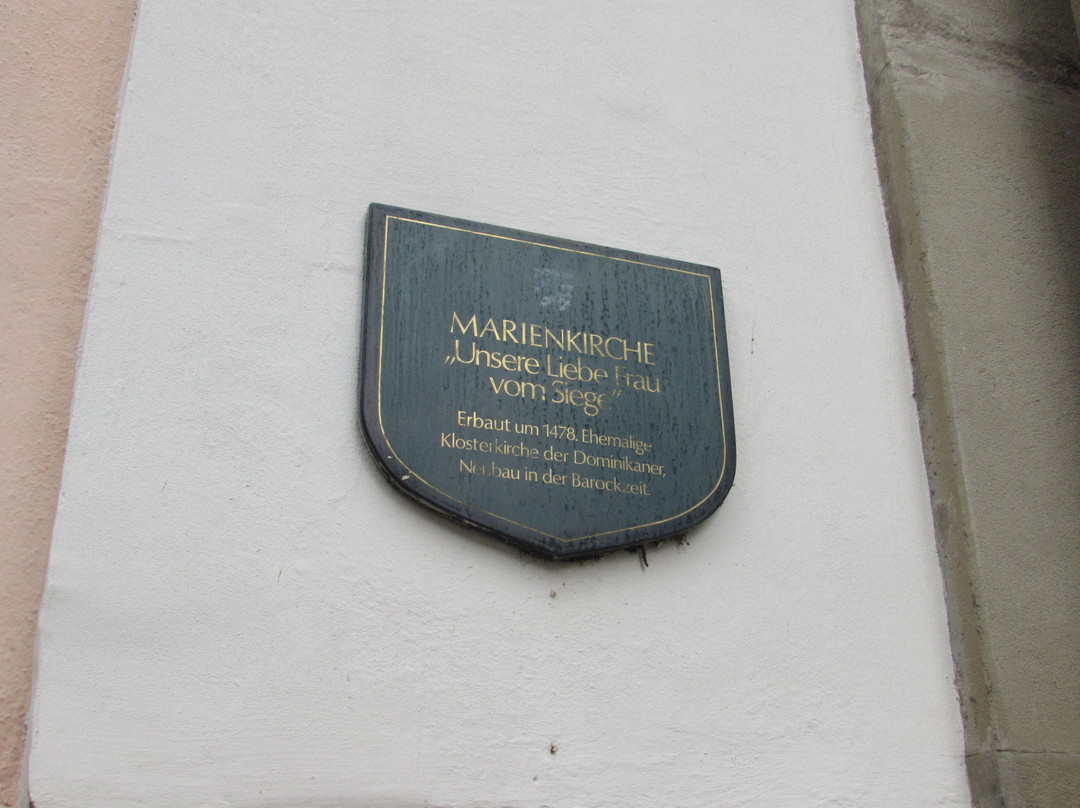 MARIENKIRCHE
„Unsere Liebe Frau
vom Siege“
Erbaut um 1478. Ehemalige
Klosterkirche der Dominikaner,
Neubau in der Barockzeit.